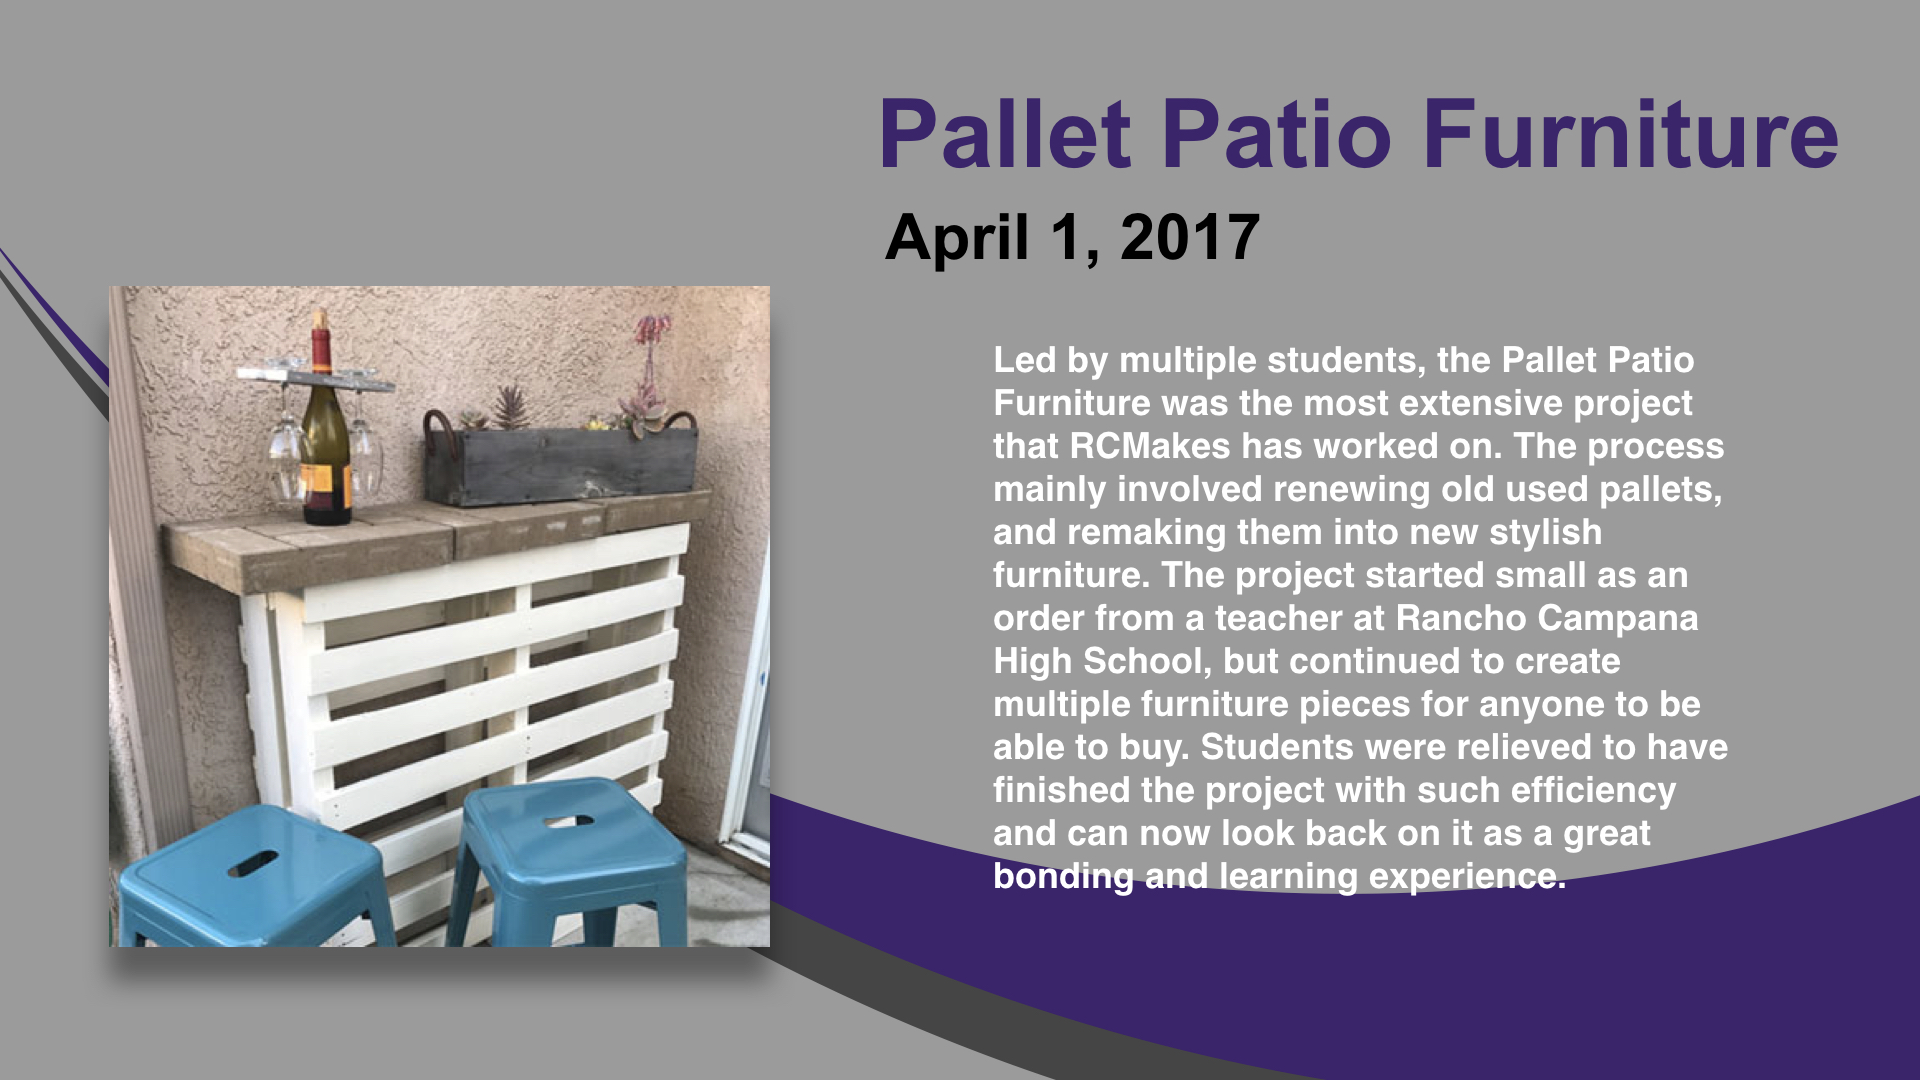 Pallet Patio Furniture
April 1, 2017
Led by multiple students, the Pallet Patio
Furniture was the most extensive project
that RCMakes has worked on. The process
mainly involved renewing old used pallets,
and remaking them into new stylish
furniture. The project started small as an
order from a teacher at Rancho Campana
High School, but continued to create
multiple furniture pieces for anyone to be
able to buy. Students were relieved to have
finished the project with such efficiency
and can now look back on it as a great
bonding and learning experience.